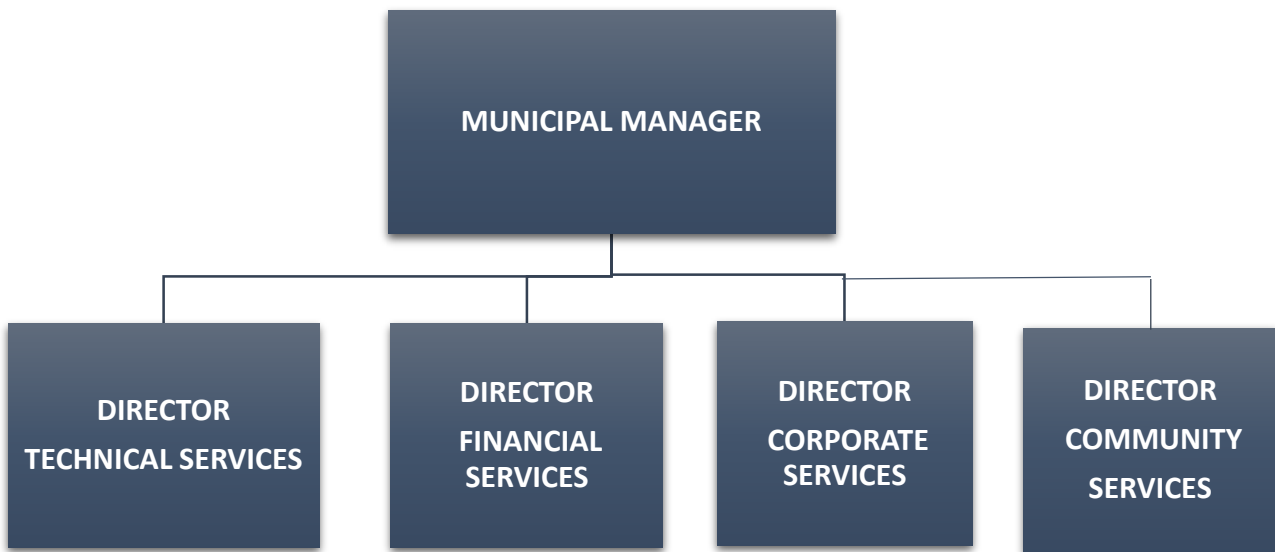 MUNICIPAL MANAGER
DIRECTOR
TECHNICAL SERVICES
DIRECTOR
FINANCIAL
SERVICES
DIRECTOR
CORPORATE
SERVICES
DIRECTOR
COMMUNITY
SERVICES